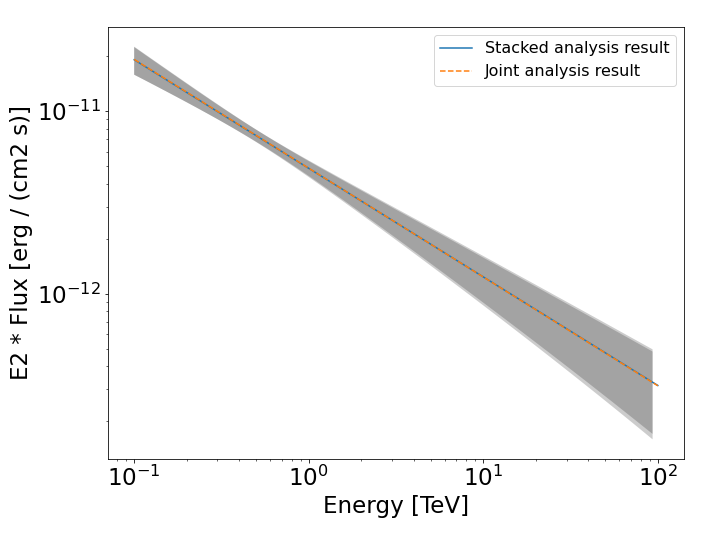 Stacked analysis result
Joint analysis result
E2 * Flux [erg / (cm2 s)]
10⁻¹¹
10⁻¹²
10⁻¹ 10⁰ 10¹ 10²
Energy [TeV]